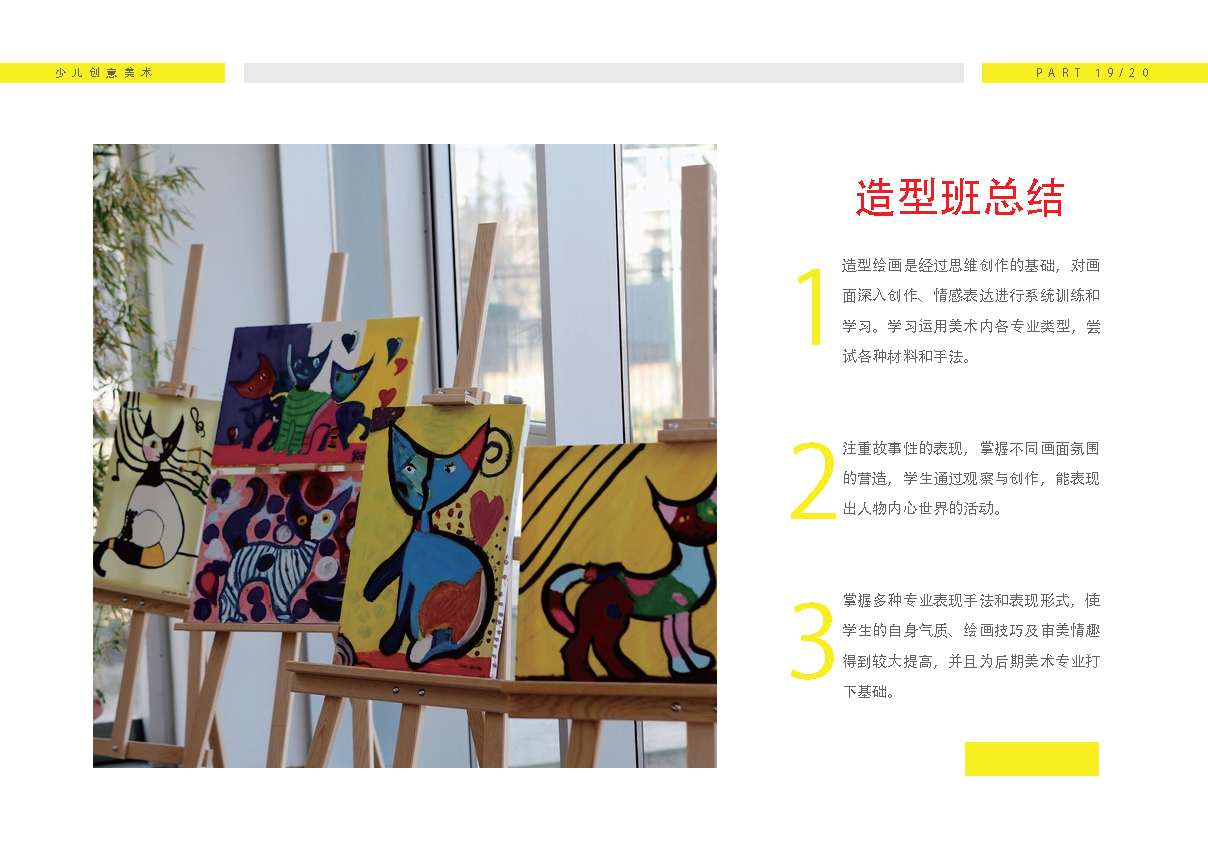 少儿创意美术
PART 19/20
造型班总结
1
造型绘画是经过思维创作的基础，对画
面深入创作、情感表达进行系统训练和
学习。学习运用美术内各专业类型，尝
试各种材料和手法。
2
注重故事性的表现，掌握不同画面氛围
的营造，学生通过观察与创作，能表现
出人物内心世界的活动。
3
掌握多种专业表现手法和表现形式，使
学生的自身气质、绘画技巧及审美情趣
得到较大提高，并且为后期美术专业打
下基础。